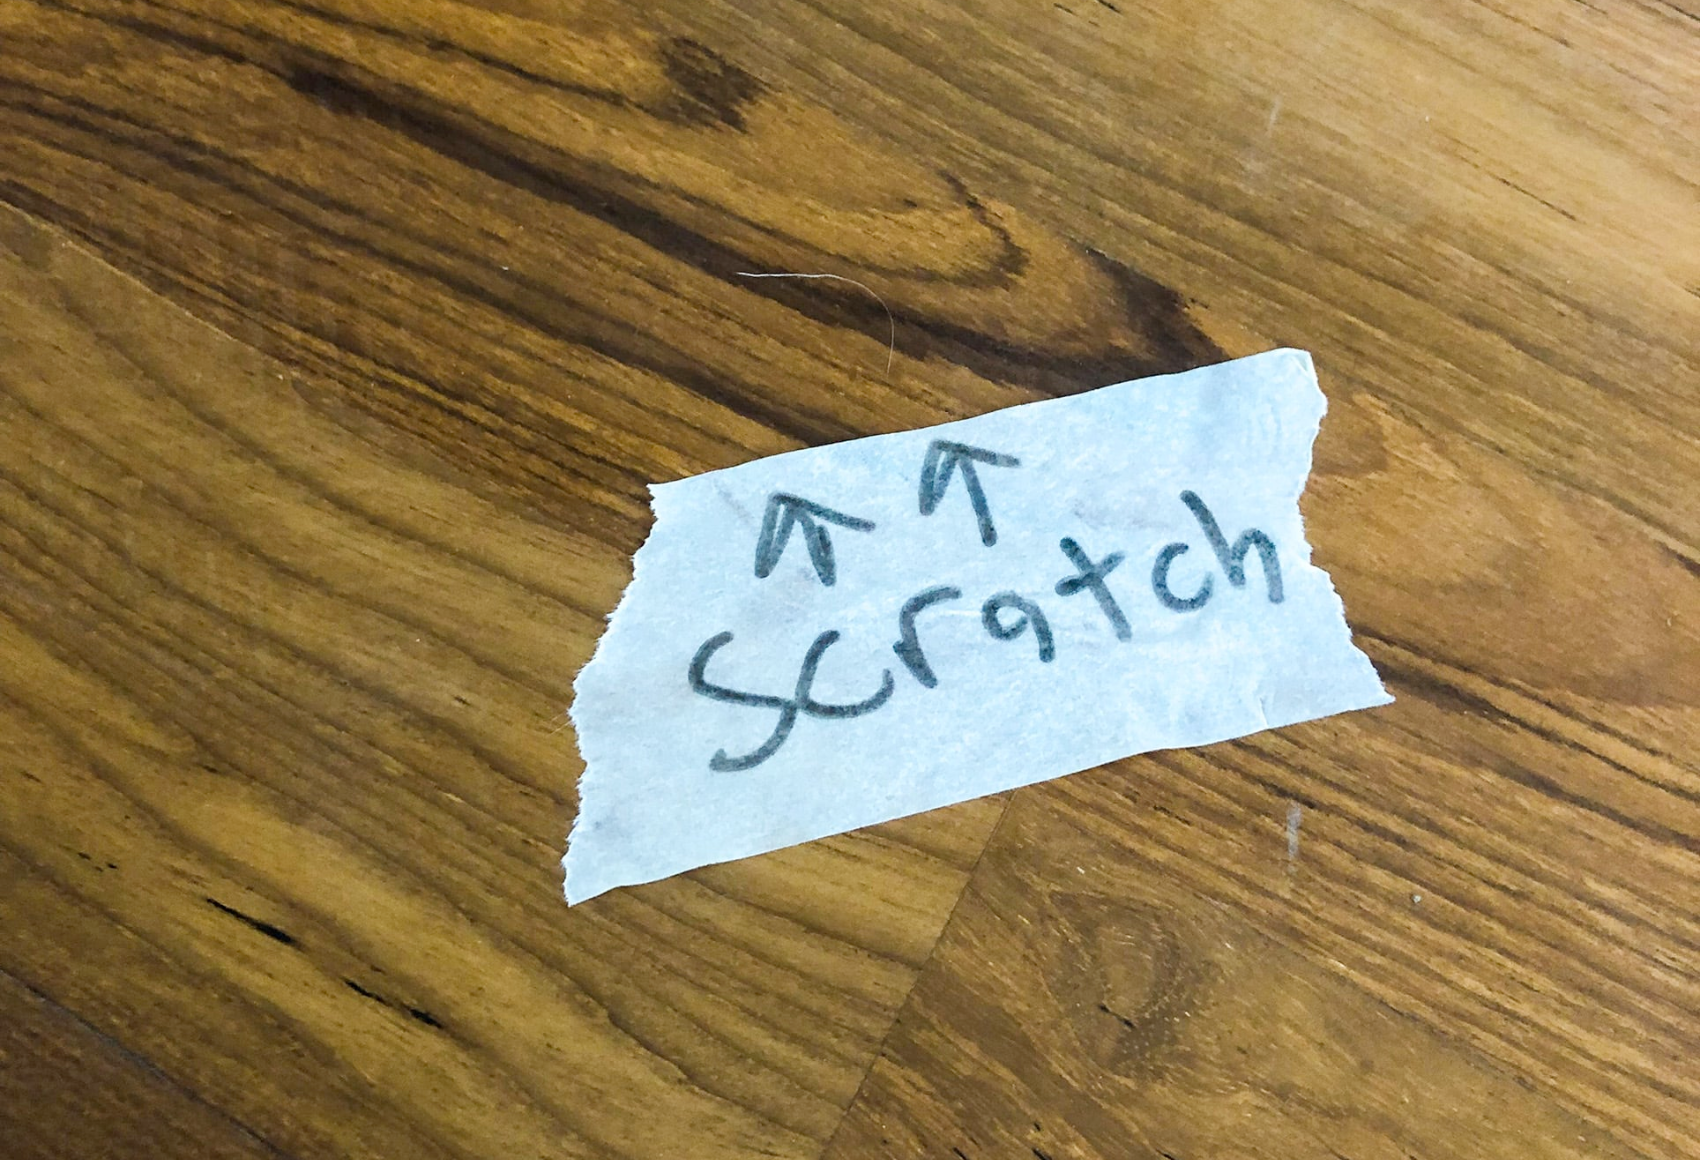 ↑ ↑
scratch